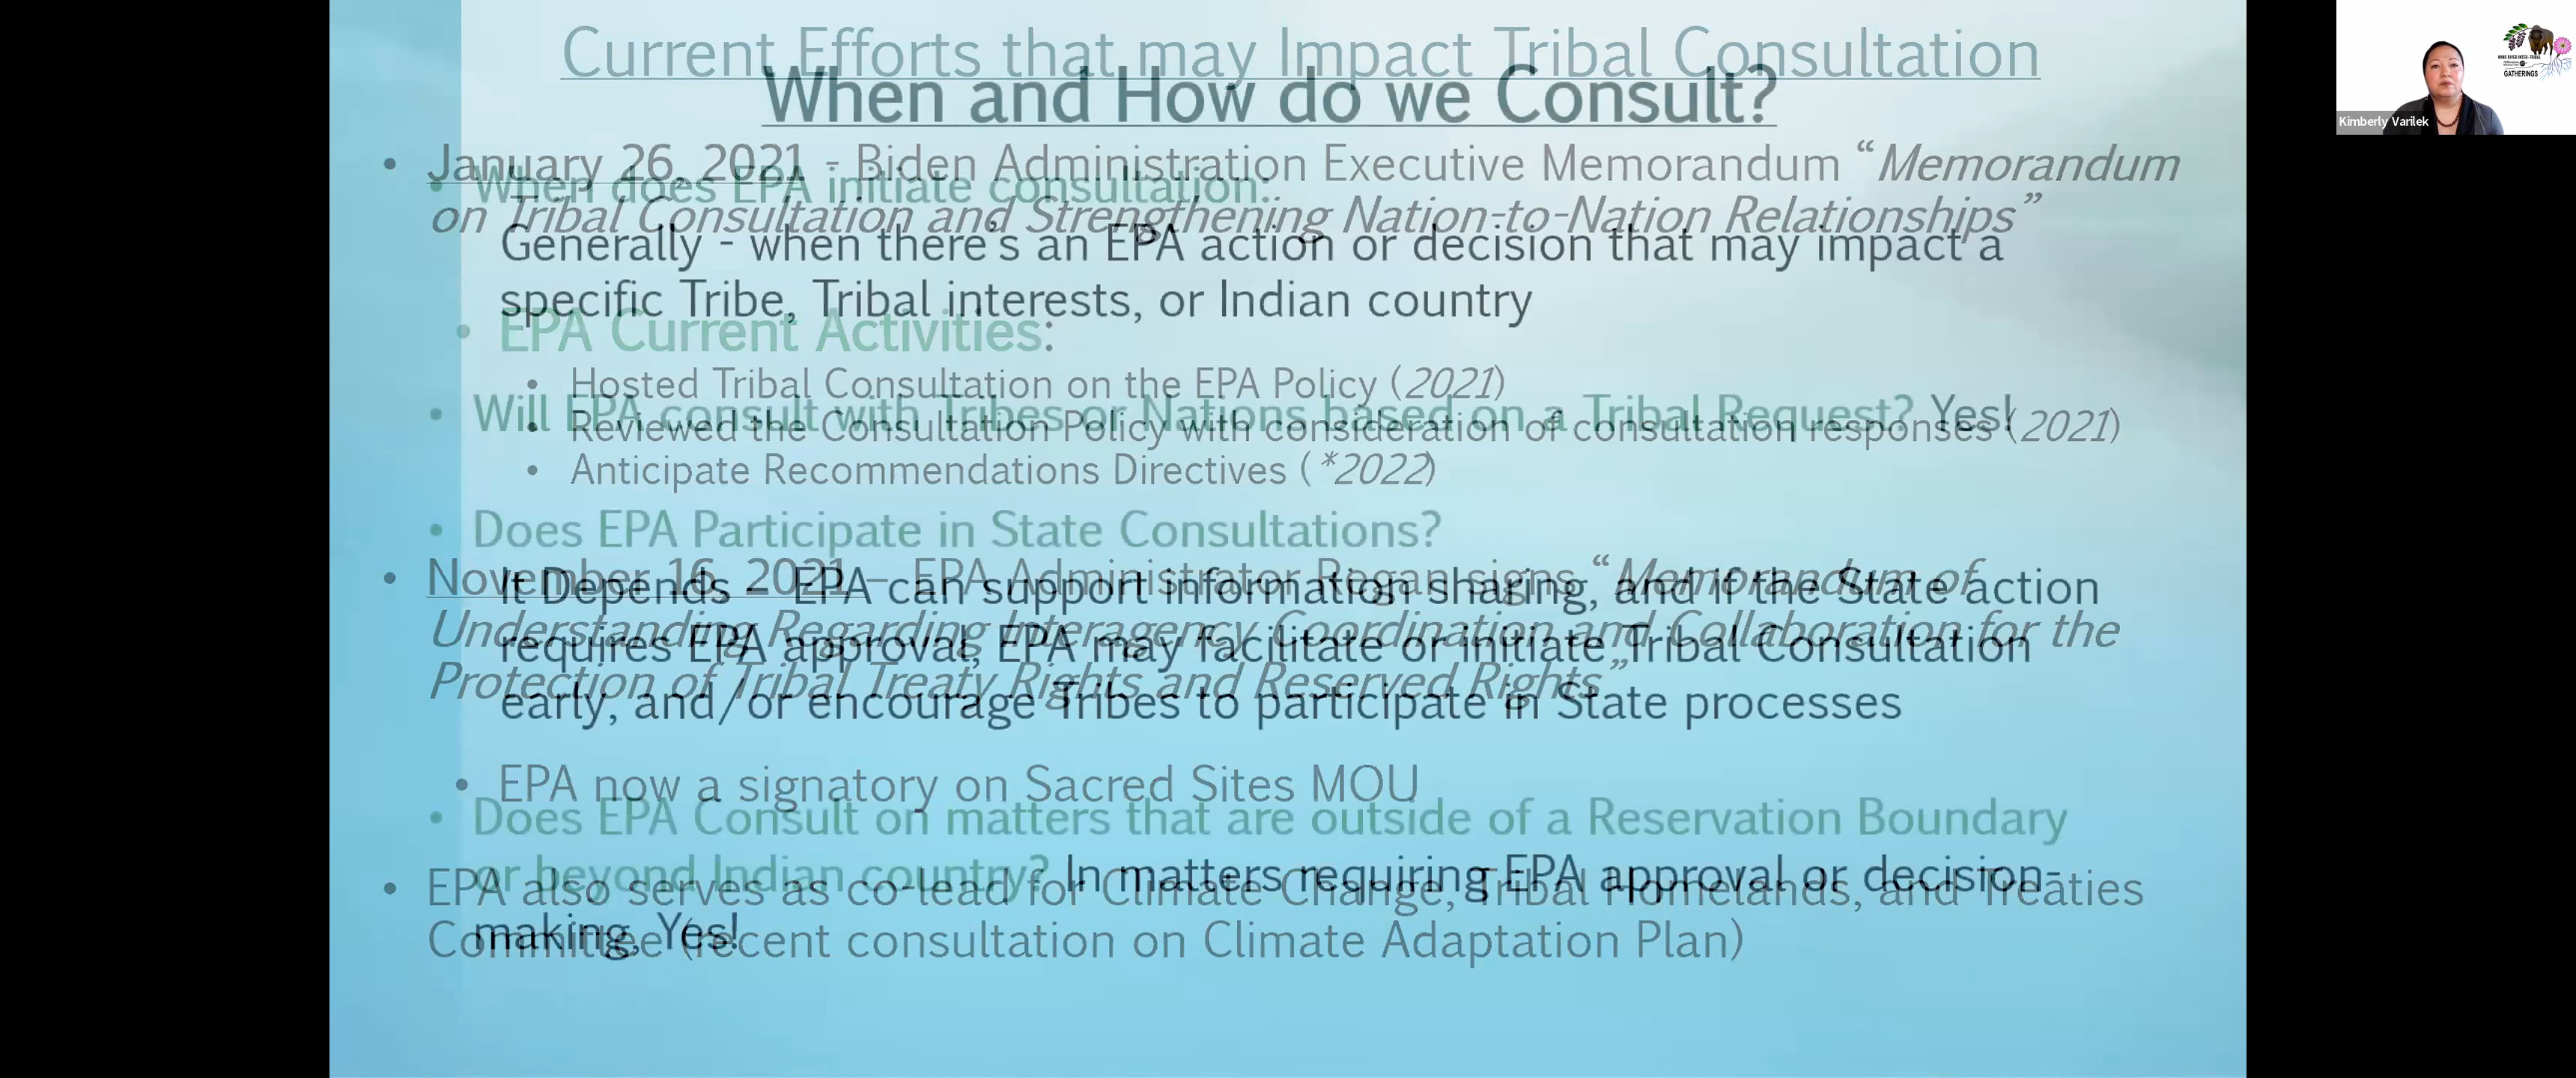 Current Efforts that may Impact Tribal Consultation
• January 26, 2021 - Biden Administration Executive Memorandum “Memorandum
on Tribal Consultation and Strengthening Nation-to-Nation Relationships”
• EPA Current Activities:
• Hosted Tribal Consultation on the EPA Policy (2021)
• Reviewed the Consultation Policy with consideration of consultation responses (2021)
• Anticipate Recommendations Directives (*2022)
• November 16, 2021 – EPA Administrator Regan signs “Memorandum of
Understanding Regarding Interagency Coordination and Collaboration for the
Protection of Tribal Treaty Rights and Reserved Rights”
• EPA now a signatory on Sacred Sites MOU
• EPA also serves as co-lead for Climate Change, Tribal Homelands, and Treaties
Committee (recent consultation on Climate Adaptation Plan)
When and How do we Consult?
• When does EPA initiate consultation:
Generally - when there’s an EPA action or decision that may impact a
specific Tribe, Tribal interests, or Indian country
• Will EPA consult with Tribes or Nations based on a Tribal Request? Yes!
• Does EPA Participate in State Consultations?
It Depends - EPA can support information sharing, and if the State action
requires EPA approval, EPA may facilitate or initiate Tribal Consultation
early, and/or encourage Tribes to participate in State processes
• Does EPA Consult on matters that are outside of a Reservation Boundary
or beyond Indian country? In matters requiring EPA approval or decision-
making, Yes!
GATHERINGS
Kimberly Varilek